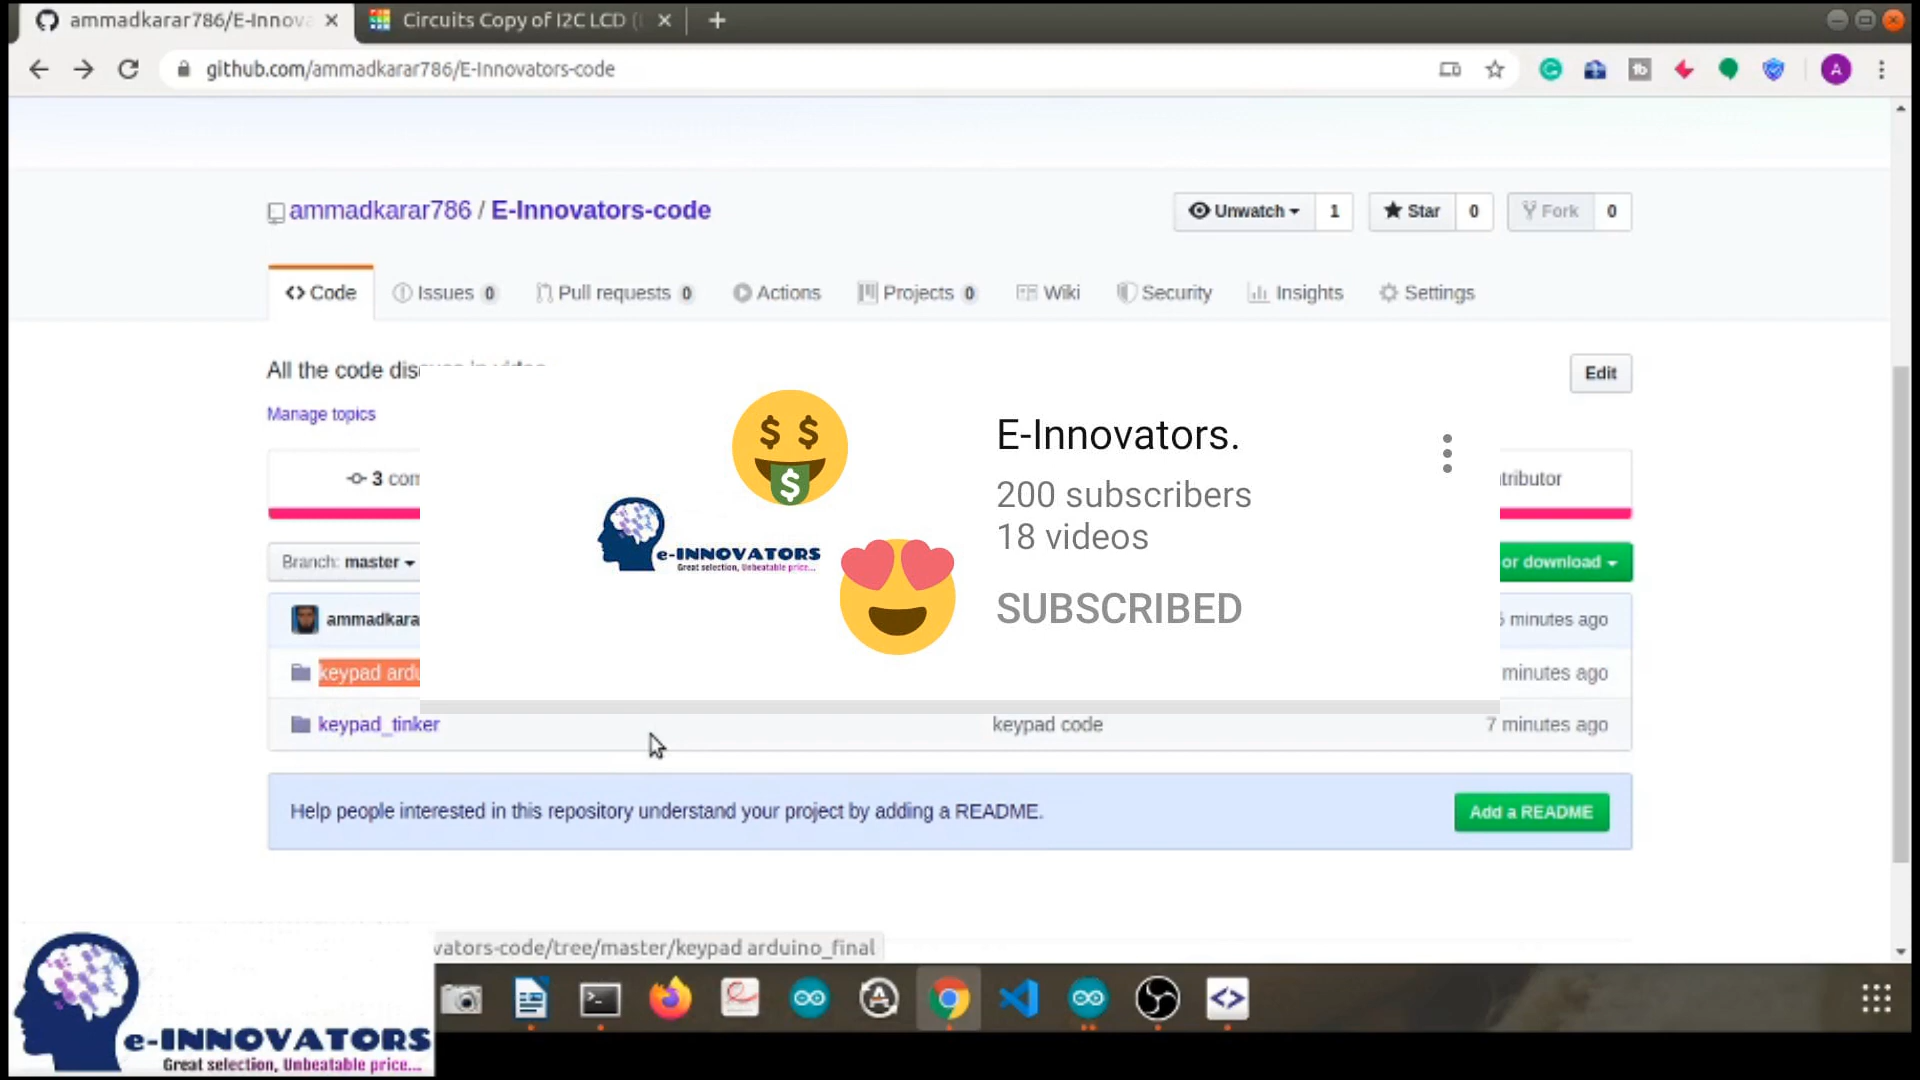 ammadkarar786/E-Innova
Circuits Copy of I2C LCD (
github.com/ammadkarar786/E-Innovators-code
A
ammadkarar786 / E-Innovators-code
Unwatch 1
Star 0
Fork 0
Code
Issues 0
Pull requests 0
Actions
Projects 0
Wiki
Security
Insights
Settings
All the code dis
Edit
Manage topics
3 com
tributor
Branch: master
or download
ammadkara
minutes ago
keypad ardu
minutes ago
keypad_tinker
keypad code
7 minutes ago
E-Innovators.
200 subscribers
18 videos
SUBSCRIBED
e-INNOVATORS
Great selection, Unbeatable price...
Help people interested in this repository understand your project by adding a README.
Add a README
vators-code/tree/master/keypad arduino_final
e-INNOVATORS
Great selection, Unbeatable price...